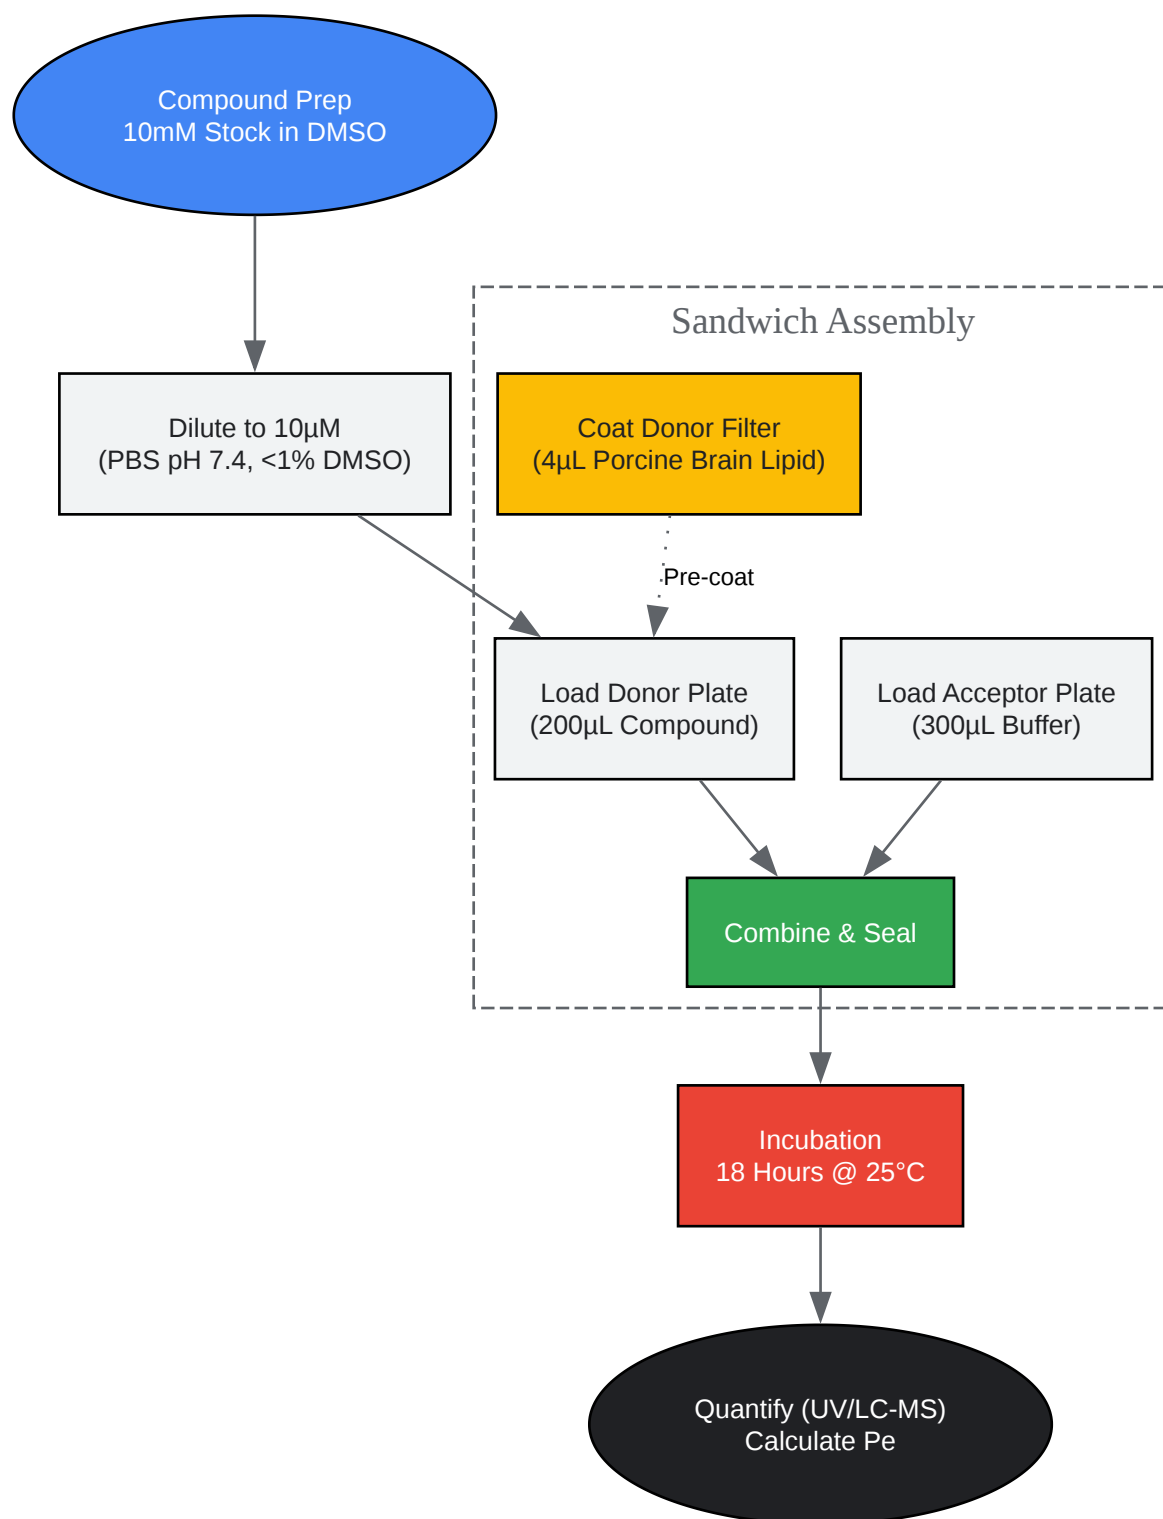 Compound Prep
10mM Stock in DMSO
Sandwich Assembly
Dilute to 10µM
(PBS pH 7.4, <1% DMSO)
Coat Donor Filter
(4µL Porcine Brain Lipid)
Pre-coat
Load Donor Plate
(200µL Compound)
Load Acceptor Plate
(300µL Buffer)
Combine & Seal
Incubation
18 Hours @ 25°C
Quantify (UV/LC-MS)
Calculate Pe